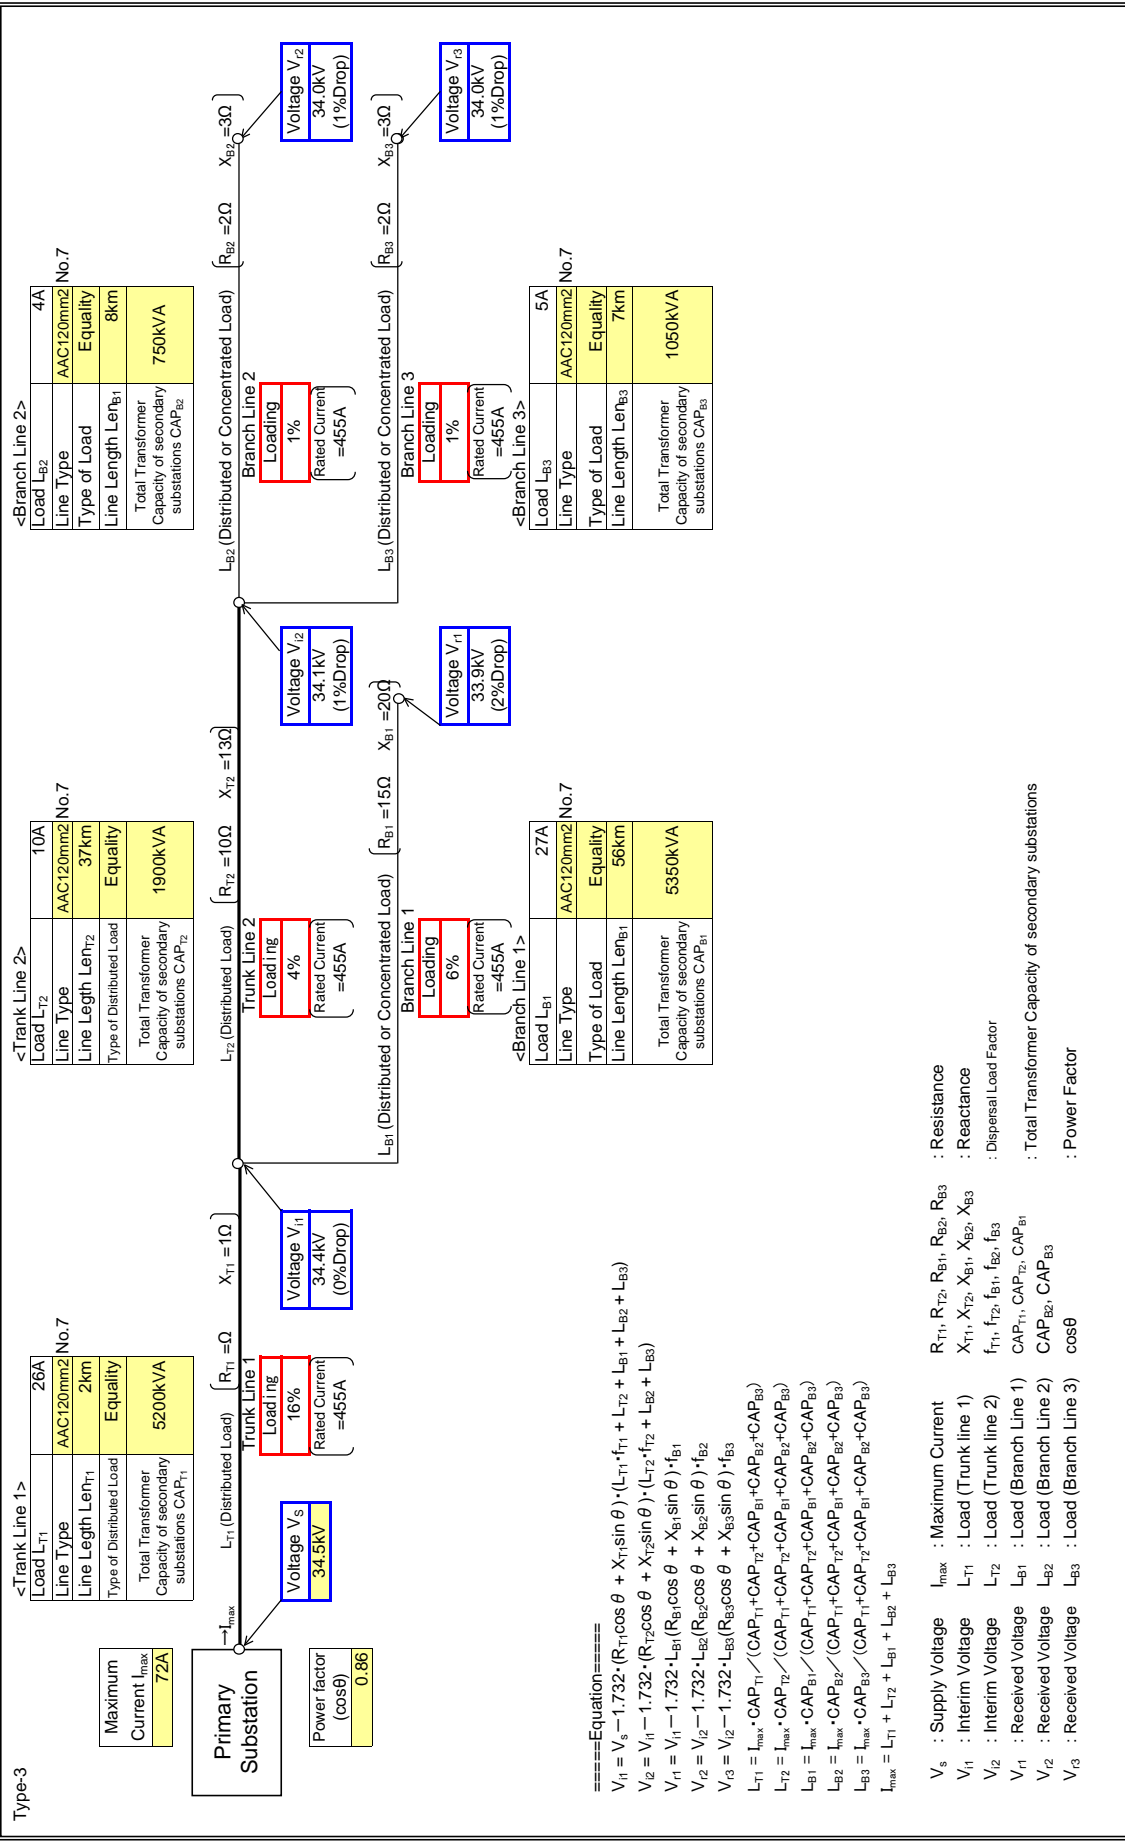 Type-3
Maximum
Current Imax
72A
Primary
Substation
Power factor
(cosθ)
0.86
→Imax
Voltage VS
34.5kV
<Trank Line 1>
Load LT1 26A
Line Type AAC120mm2 No.7
Line Legth LenT1 2km
Type of Distributed Load Equality
Total Transformer
Capacity of secondary
substations CAPT1
5200kVA
LT1 (Distributed Load)
RT1 =Ω XT1 =1Ω
Trunk Line 1
Loading
16%
Rated Current
=455A
Voltage Vi1
34.4kV
(0%Drop)
<Trank Line 2>
Load LT2 10A
Line Type AAC120mm2 No.7
Line Legth LenT2 37km
Type of Distributed Load Equality
Total Transformer
Capacity of secondary
substations CAPT2
1900kVA
LT2 (Distributed Load)
RT2 =10Ω XT2 =13Ω
Trunk Line 2
Loading
4%
Rated Current
=455A
Voltage Vi2
34.1kV
(1%Drop)
LB1 (Distributed or Concentrated Load)
RB1 =15Ω XB1 =20Ω
Branch Line 1
Loading
6%
Rated Current
=455A
Voltage Vr1
33.9kV
(2%Drop)
<Branch Line 1>
Load LB1 27A
Line Type AAC120mm2 No.7
Type of Load Equality
Line Length LenB1 56km
Total Transformer
Capacity of secondary
substations CAPB1
5350kVA
<Branch Line 2>
Load LB2 4A
Line Type AAC120mm2 No.7
Type of Load Equality
Line Length LenB1 8km
Total Transformer
Capacity of secondary
substations CAPB2
750kVA
LB2 (Distributed or Concentrated Load)
RB2 =2Ω XB2 =3Ω
Branch Line 2
Loading
1%
Rated Current
=455A
Voltage Vr2
34.0kV
(1%Drop)
LB3 (Distributed or Concentrated Load)
RB3 =2Ω XB3 =3Ω
Branch Line 3
Loading
1%
Rated Current
=455A
Voltage Vr3
34.0kV
(1%Drop)
<Branch Line 3>
Load LB3 5A
Line Type AAC120mm2 No.7
Type of Load Equality
Line Length LenB3 7km
Total Transformer
Capacity of secondary
substations CAPB3
1050kVA
=====Equation=====
Vi1 = Vs－1.732･(RT1cos θ + XT1sin θ)･(LT1･fT1 + LT2 + LB1 + LB2 + LB3)
Vi2 = Vi1－1.732･(RT2cos θ + XT2sin θ)･(LT2･fT2 + LB2 + LB3)
Vr1 = Vi1－1.732･LB1(RB1cos θ + XB1sin θ)･fB1
Vr2 = Vi2－1.732･LB2(RB2cos θ + XB2sin θ)･fB2
Vr3 = Vi2－1.732･LB3(RB3cos θ + XB3sin θ)･fB3
LT1 = Imax･CAPT1／(CAPT1+CAPT2+CAPB1+CAPB2+CAPB3)
LT2 = Imax･CAPT2／(CAPT1+CAPT2+CAPB1+CAPB2+CAPB3)
LB1 = Imax･CAPB1／(CAPT1+CAPT2+CAPB1+CAPB2+CAPB3)
LB2 = Imax･CAPB2／(CAPT1+CAPT2+CAPB1+CAPB2+CAPB3)
LB3 = Imax･CAPB3／(CAPT1+CAPT2+CAPB1+CAPB2+CAPB3)
Imax = LT1 + LT2 + LB1 + LB2 + LB3
Vs : Supply Voltage Imax : Maximum Current RT1, RT2, RB1, RB2, RB3 : Resistance
Vi1 : Interim Voltage LT1 : Load (Trunk line 1) XT1, XT2, XB1, XB2, XB3 : Reactance
Vi2 : Interim Voltage LT2 : Load (Trunk line 2) fT1, fT2, fB1, fB2, fB3 : Dispersal Load Factor
Vr1 : Received Voltage LB1 : Load (Branch Line 1) CAPT1, CAPT2, CAPB1 : Total Transformer Capacity of secondary substations
Vr2 : Received Voltage LB2 : Load (Branch Line 2) CAPB2, CAPB3
Vr3 : Received Voltage LB3 : Load (Branch Line 3) cosθ : Power Factor